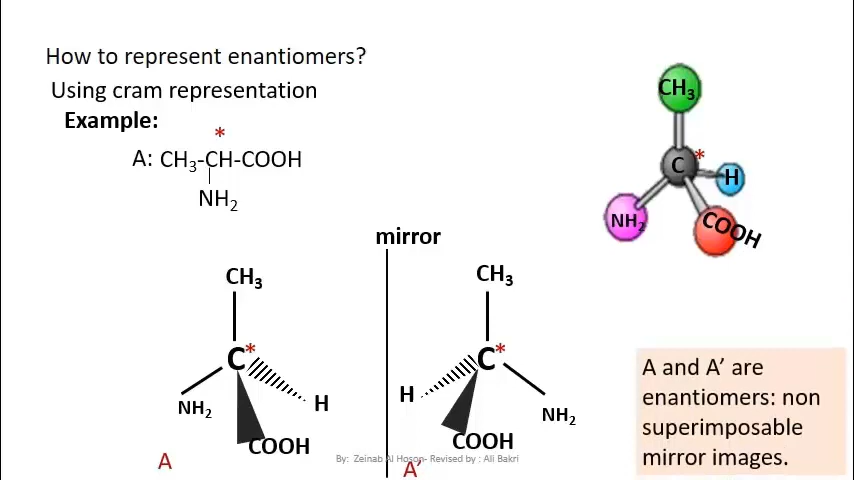 How to represent enantiomers?
Using cram representation
Example:
*
A: CH₃-CH-COOH
NH₂
CH₃
C *
H
NH₂
COOH
mirror
CH₃
C*
NH₂
H
COOH
A
CH₃
C*
H
NH₂
COOH
A’
A and A’ are
enantiomers: non
superimposable
mirror images.
By: Zeinab Al Hoson- Revised by : Ali Bakri